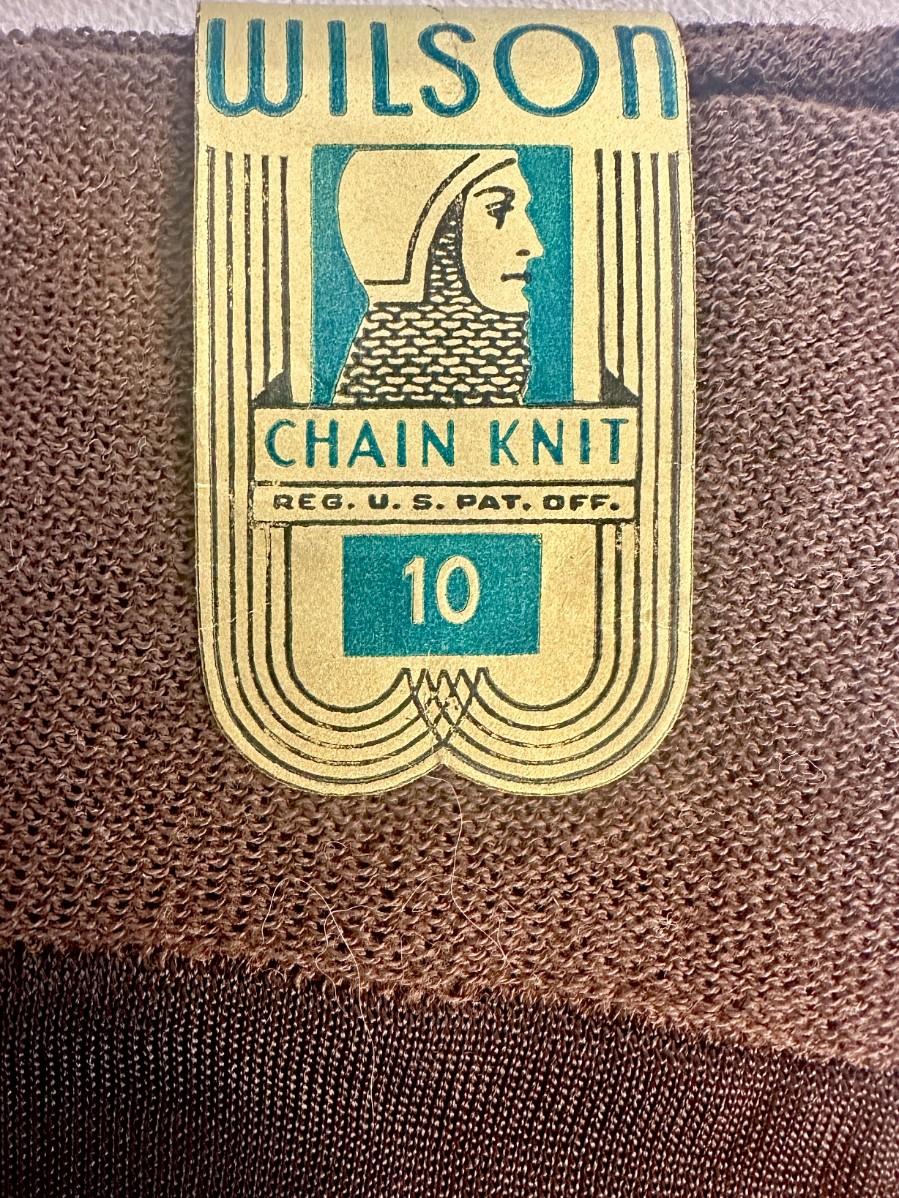 WILSON
CHAIN KNIT
REG. U. S. PAT. OFF.
10